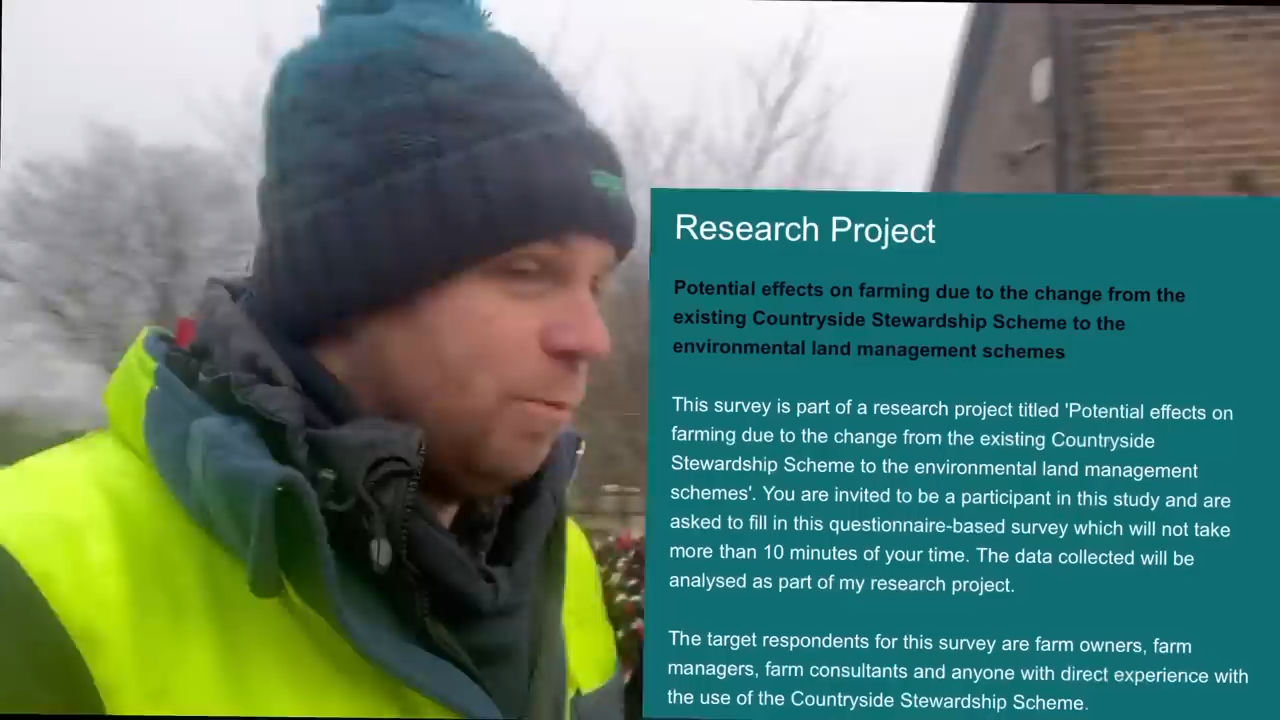 Research Project
Potential effects on farming due to the change from the
existing Countryside Stewardship Scheme to the
environmental land management schemes
This survey is part of a research project titled 'Potential effects on
farming due to the change from the existing Countryside
Stewardship Scheme to the environmental land management
schemes'. You are invited to be a participant in this study and are
asked to fill in this questionnaire-based survey which will not take
more than 10 minutes of your time. The data collected will be
analysed as part of my research project.
The target respondents for this survey are farm owners, farm
managers, farm consultants and anyone with direct experience with
the use of the Countryside Stewardship Scheme.